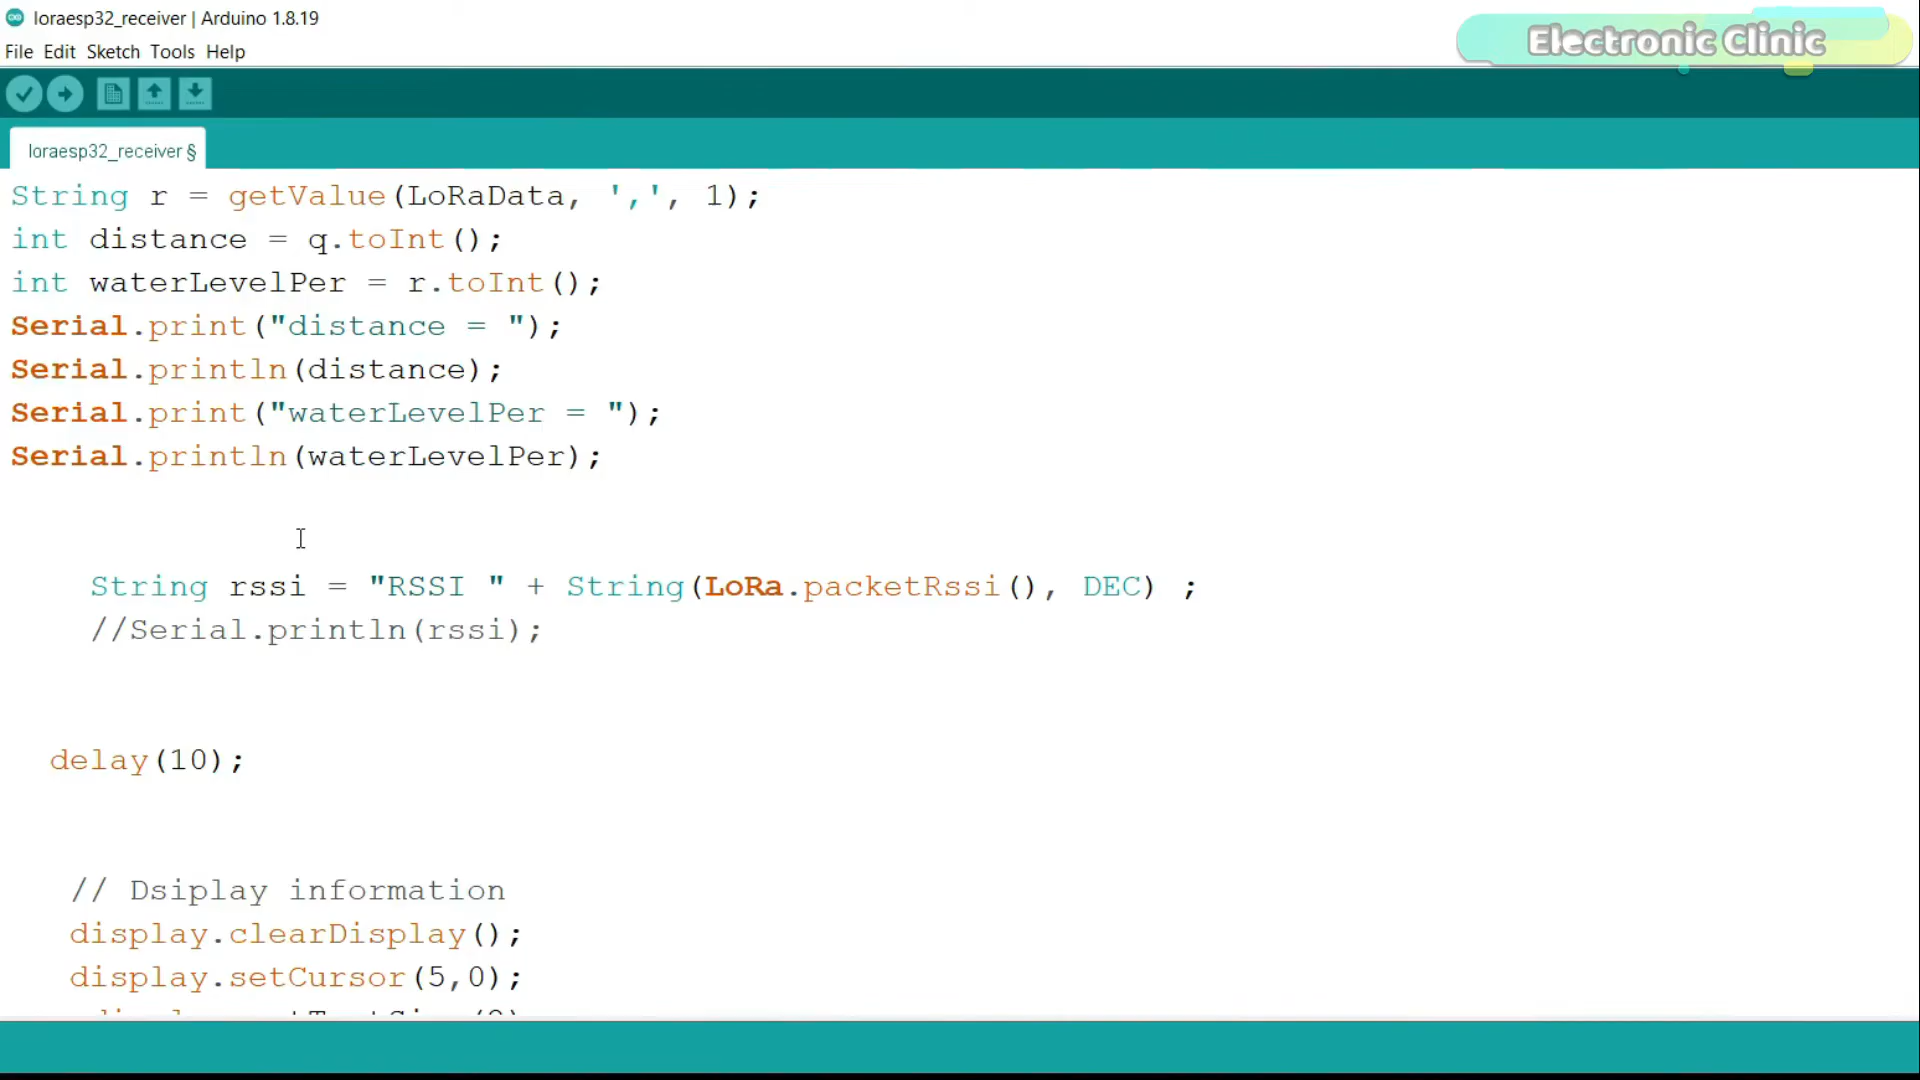 loraesp32_receiver | Arduino 1.8.19
Electronic Clinic
File Edit Sketch Tools Help
loraesp32_receiver §
String r = getValue(LoRaData, ',', 1);
int distance = q.toInt();
int waterLevelPer = r.toInt();
Serial.print("distance = ");
Serial.println(distance);
Serial.print("waterLevelPer = ");
Serial.println(waterLevelPer);
String rssi = "RSSI " + String(LoRa.packetRssi(), DEC) ;
//Serial.println(rssi);
delay(10);
// Dsiplay information
display.clearDisplay();
display.setCursor(5,0);